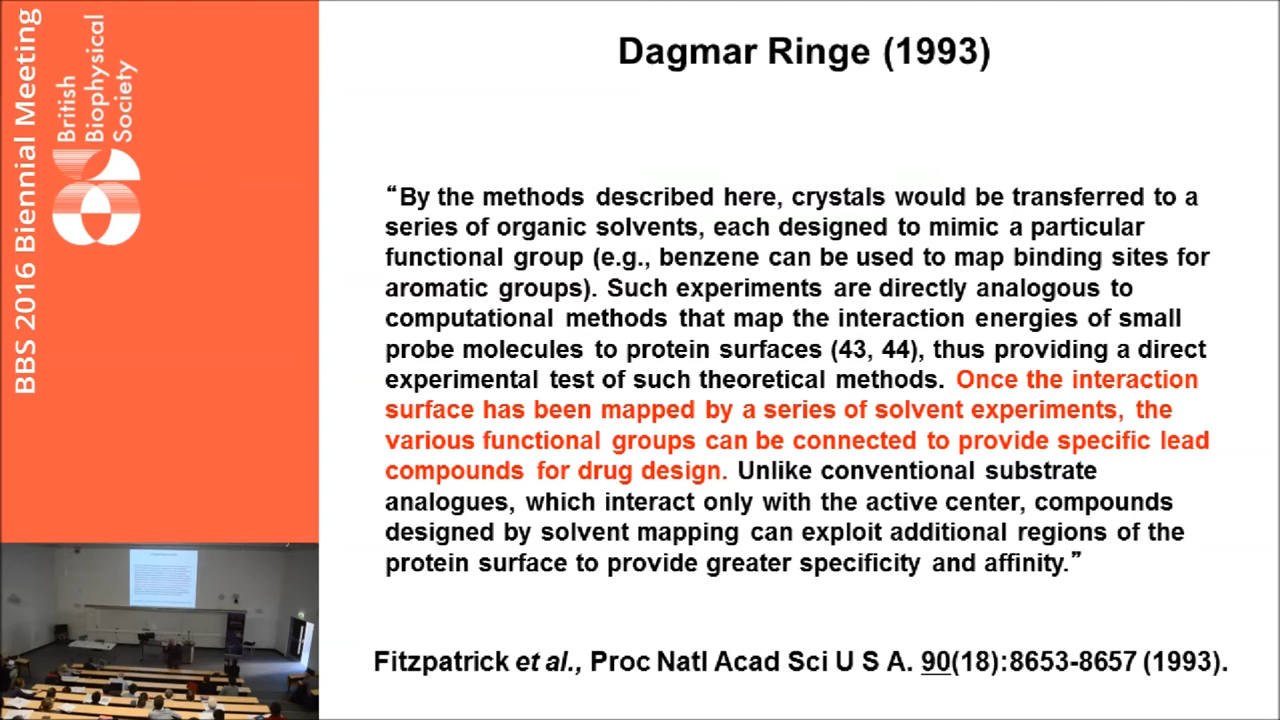 BBS 2016 Biennial Meeting
British
Biophysical
Society
Dagmar Ringe (1993)
“By the methods described here, crystals would be transferred to a
series of organic solvents, each designed to mimic a particular
functional group (e.g., benzene can be used to map binding sites for
aromatic groups). Such experiments are directly analogous to
computational methods that map the interaction energies of small
probe molecules to protein surfaces (43, 44), thus providing a direct
experimental test of such theoretical methods. Once the interaction
surface has been mapped by a series of solvent experiments, the
various functional groups can be connected to provide specific lead
compounds for drug design. Unlike conventional substrate
analogues, which interact only with the active center, compounds
designed by solvent mapping can exploit additional regions of the
protein surface to provide greater specificity and affinity.”
Fitzpatrick et al., Proc Natl Acad Sci U S A. 90(18):8653-8657 (1993).